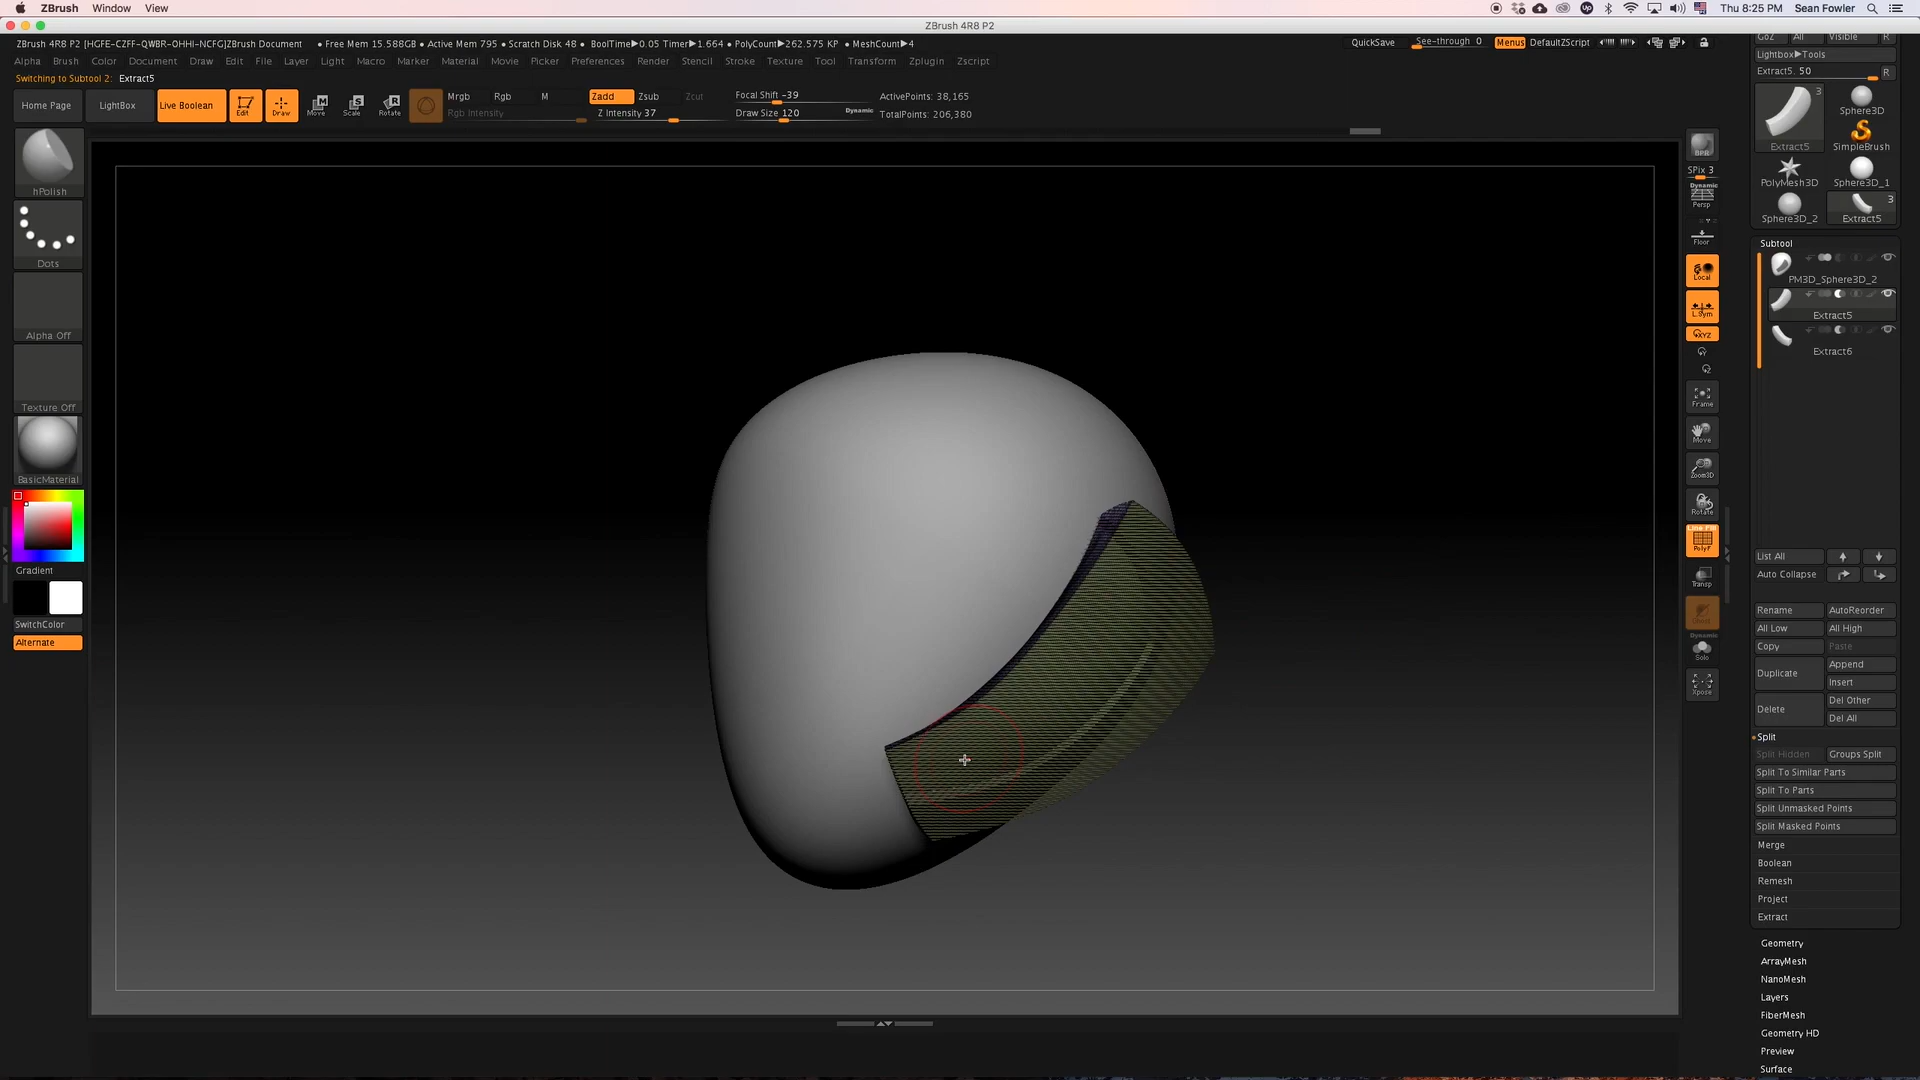 ZBrush Window View Thu 8:25 PM Sean Fowler
ZBrush 4R8 P2
ZBrush 4R8 P2 [HGFE-CZFF-QWBR-OHHI-NCFG]ZBrush Document • Free Mem 15.588GB • Active Mem 795 • Scratch Disk 48 • BoolTime▶0.05 Timer▶1.664 • PolyCount▶262.575 KP • MeshCount▶4 QuickSave See-through 0 Menus DefaultZScript
Alpha Brush Color Document Draw Edit File Layer Light Macro Marker Material Movie Picker Preferences Render Stencil Stroke Texture Tool Transform Zplugin Zscript
Switching to Subtool 2: Extract5
Home Page LightBox Live Boolean Edit Draw Move Scale Rotate
Mrgb Rgb M Zadd Zsub Zcut Focal Shift -39 ActivePoints: 38,165
Rgb Intensity Z Intensity 37 Draw Size 120 Dynamic TotalPoints: 206,380
hPolish
Dots
Alpha Off
Texture Off
BasicMaterial
Gradient
SwitchColor
Alternate
BPR
SPix 3
Dynamic
Persp
Floor
Local
L.Sym
XYZ
Frame
Move
Zoom3D
Rotate
Line Fill
PolyF
Transp
Ghost
Dynamic
Solo
Xpose
GoZ All Visible R
Lightbox▶Tools
Extract5. 50 R
3
Extract5 Sphere3D
SimpleBrush
PolyMesh3D Sphere3D_1
3
Sphere3D_2 Extract5
Subtool
PM3D_Sphere3D_2
Extract5
Extract6
List All
Auto Collapse
Rename AutoReorder
All Low All High
Copy Paste
Duplicate Append
Insert
Delete Del Other
Del All
Split
Split Hidden Groups Split
Split To Similar Parts
Split To Parts
Split Unmasked Points
Split Masked Points
Merge
Boolean
Remesh
Project
Extract
Geometry
ArrayMesh
NanoMesh
Layers
FiberMesh
Geometry HD
Preview
Surface